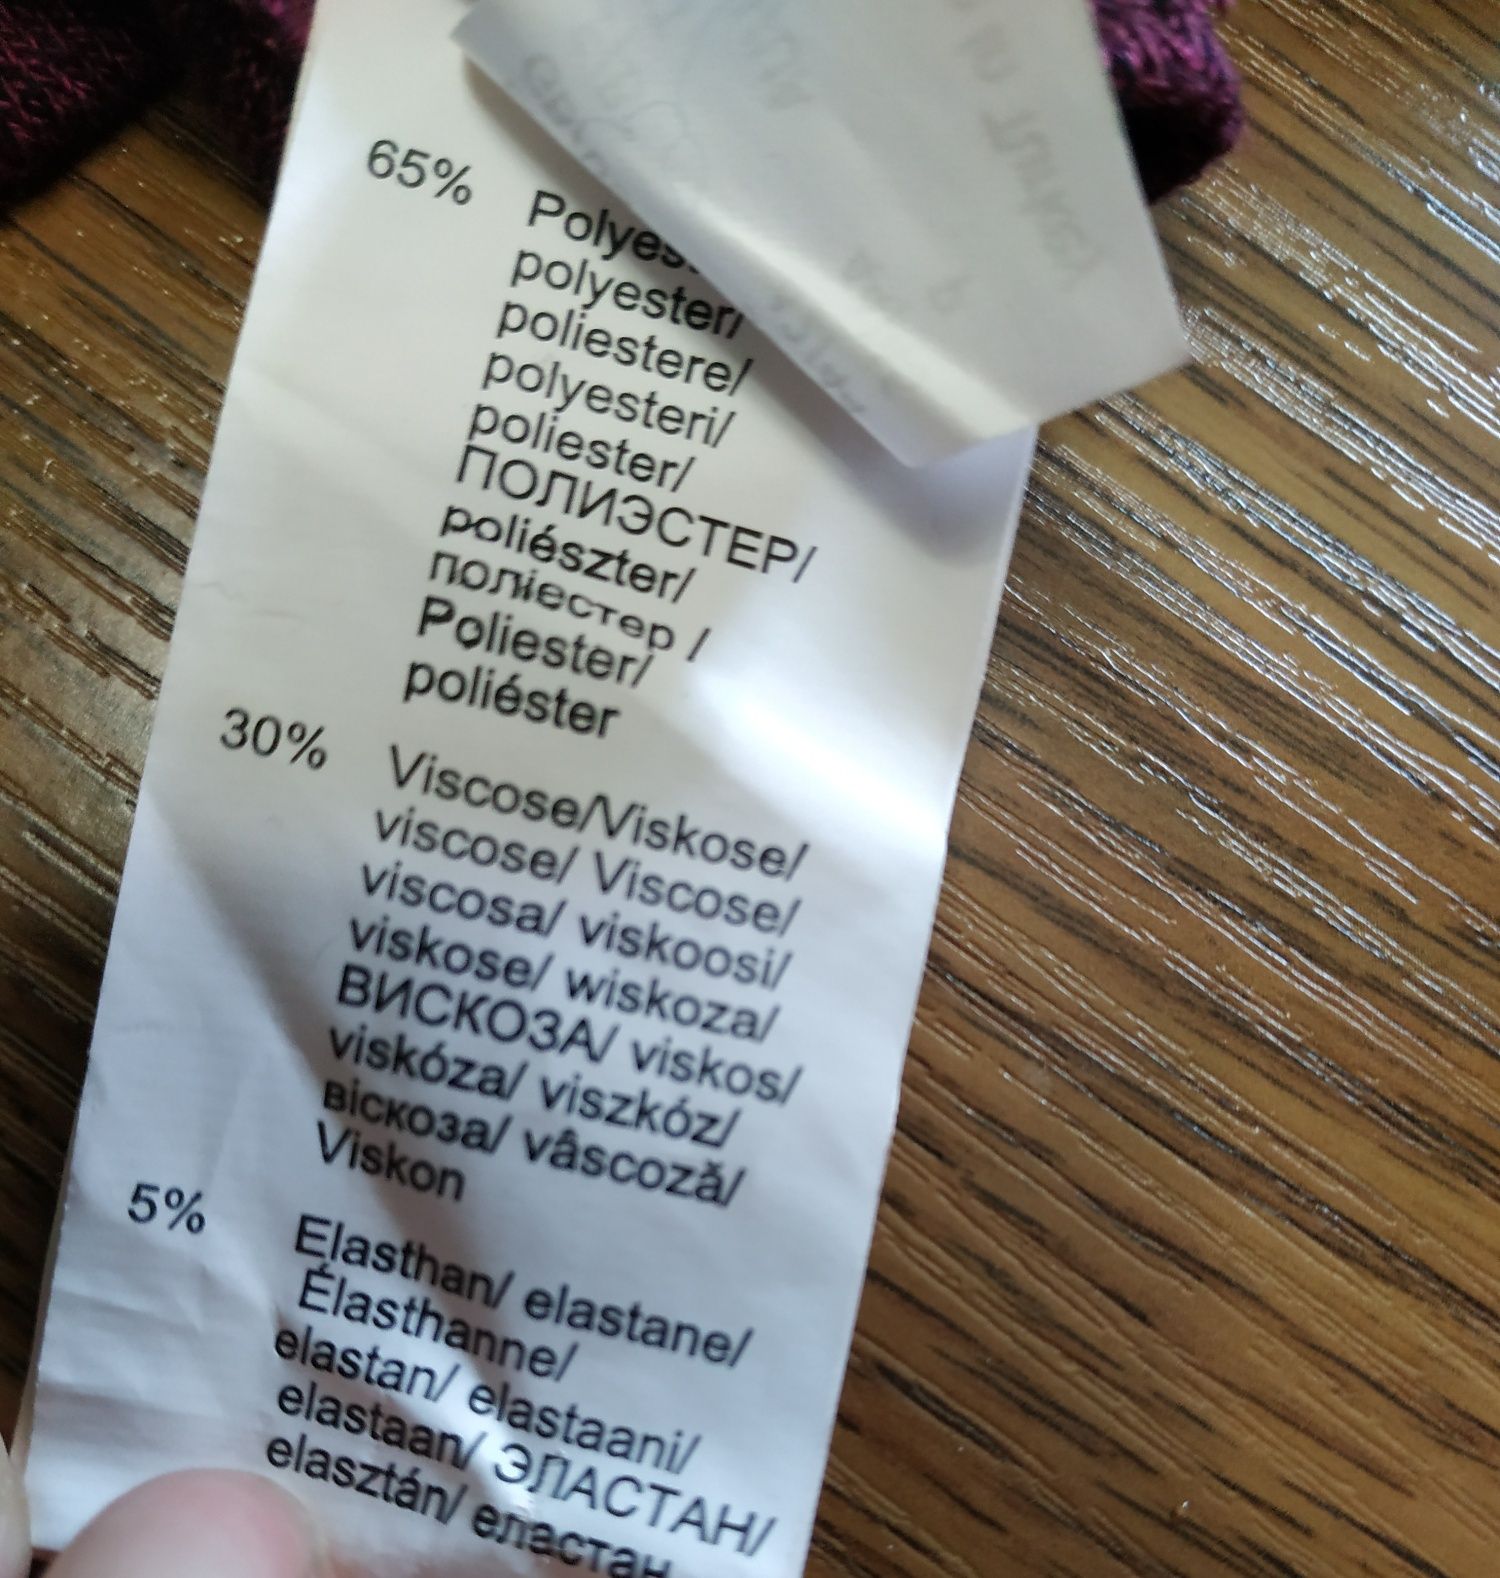 65%
polyester/
poliestere/
polyesteri/
poliester/
ПОЛИЭСТЕР/
poliészter/
поліестер /
Poliester/
poliéster
30% Viscose/Viskose/
viscose/ Viscose/
viscosa/ viskoosi/
viskose/ wiskoza/
ВИСКОЗА/ viskos/
viskóza/ viszkóz/
віскоза/ vâscoză/
Viskon
5% Elasthan/ elastane/
Élasthanne/
elastan/ elastaani/
elastaan/ ЭЛАСТАН/
elasztán/ еластан